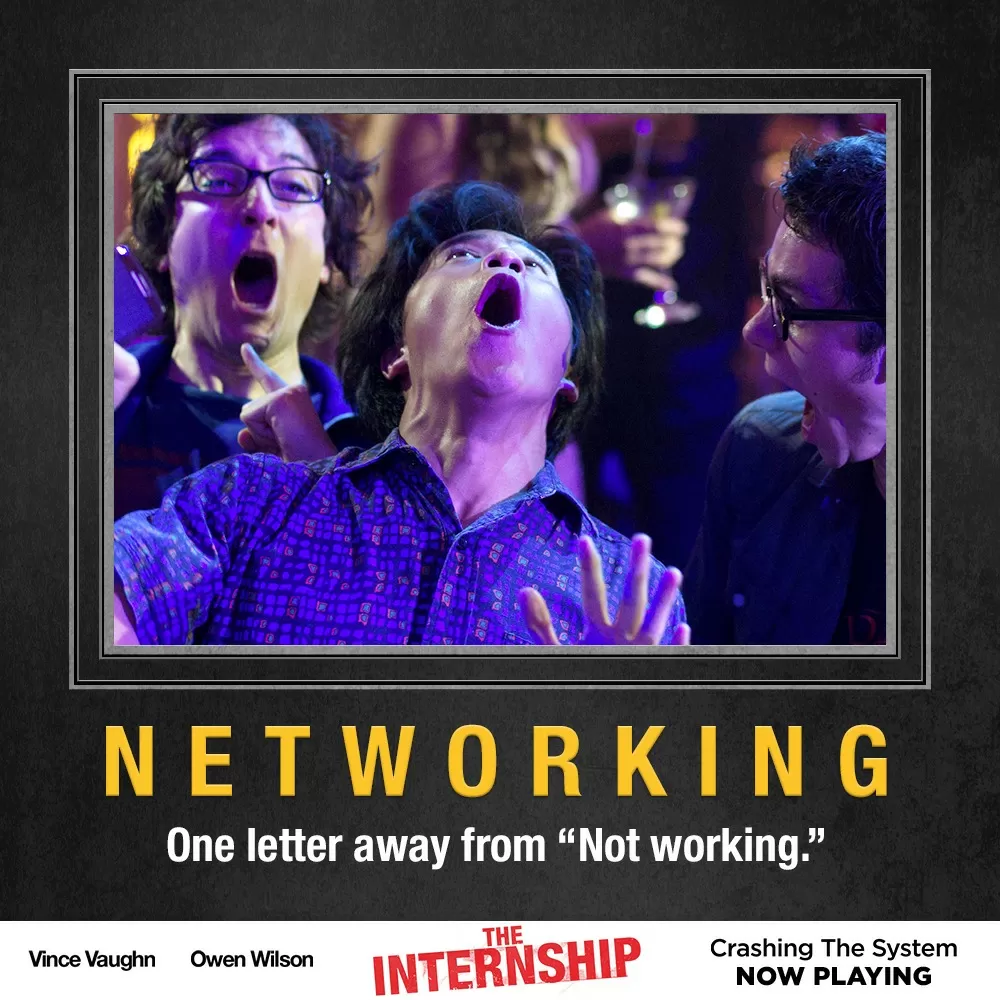 NETWORKING
One letter away from “Not working.”
Vince Vaughn Owen Wilson
THE
INTERNSHIP
Crashing The System
NOW PLAYING